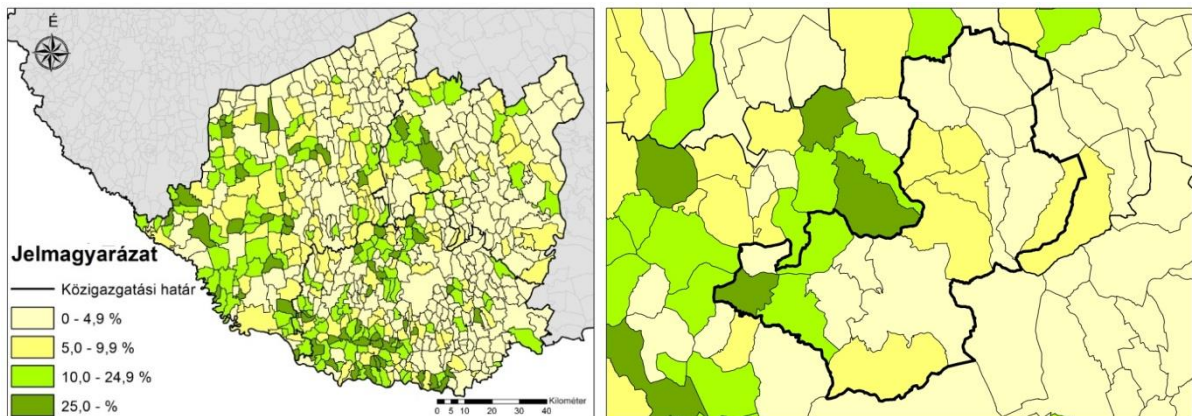 É
Jelmagyarázat
Közigazgatási határ
0 - 4,9 %
5,0 - 9,9 %
10,0 - 24,9 %
25,0 - %
Kilométer
0 5 10 20 30 40